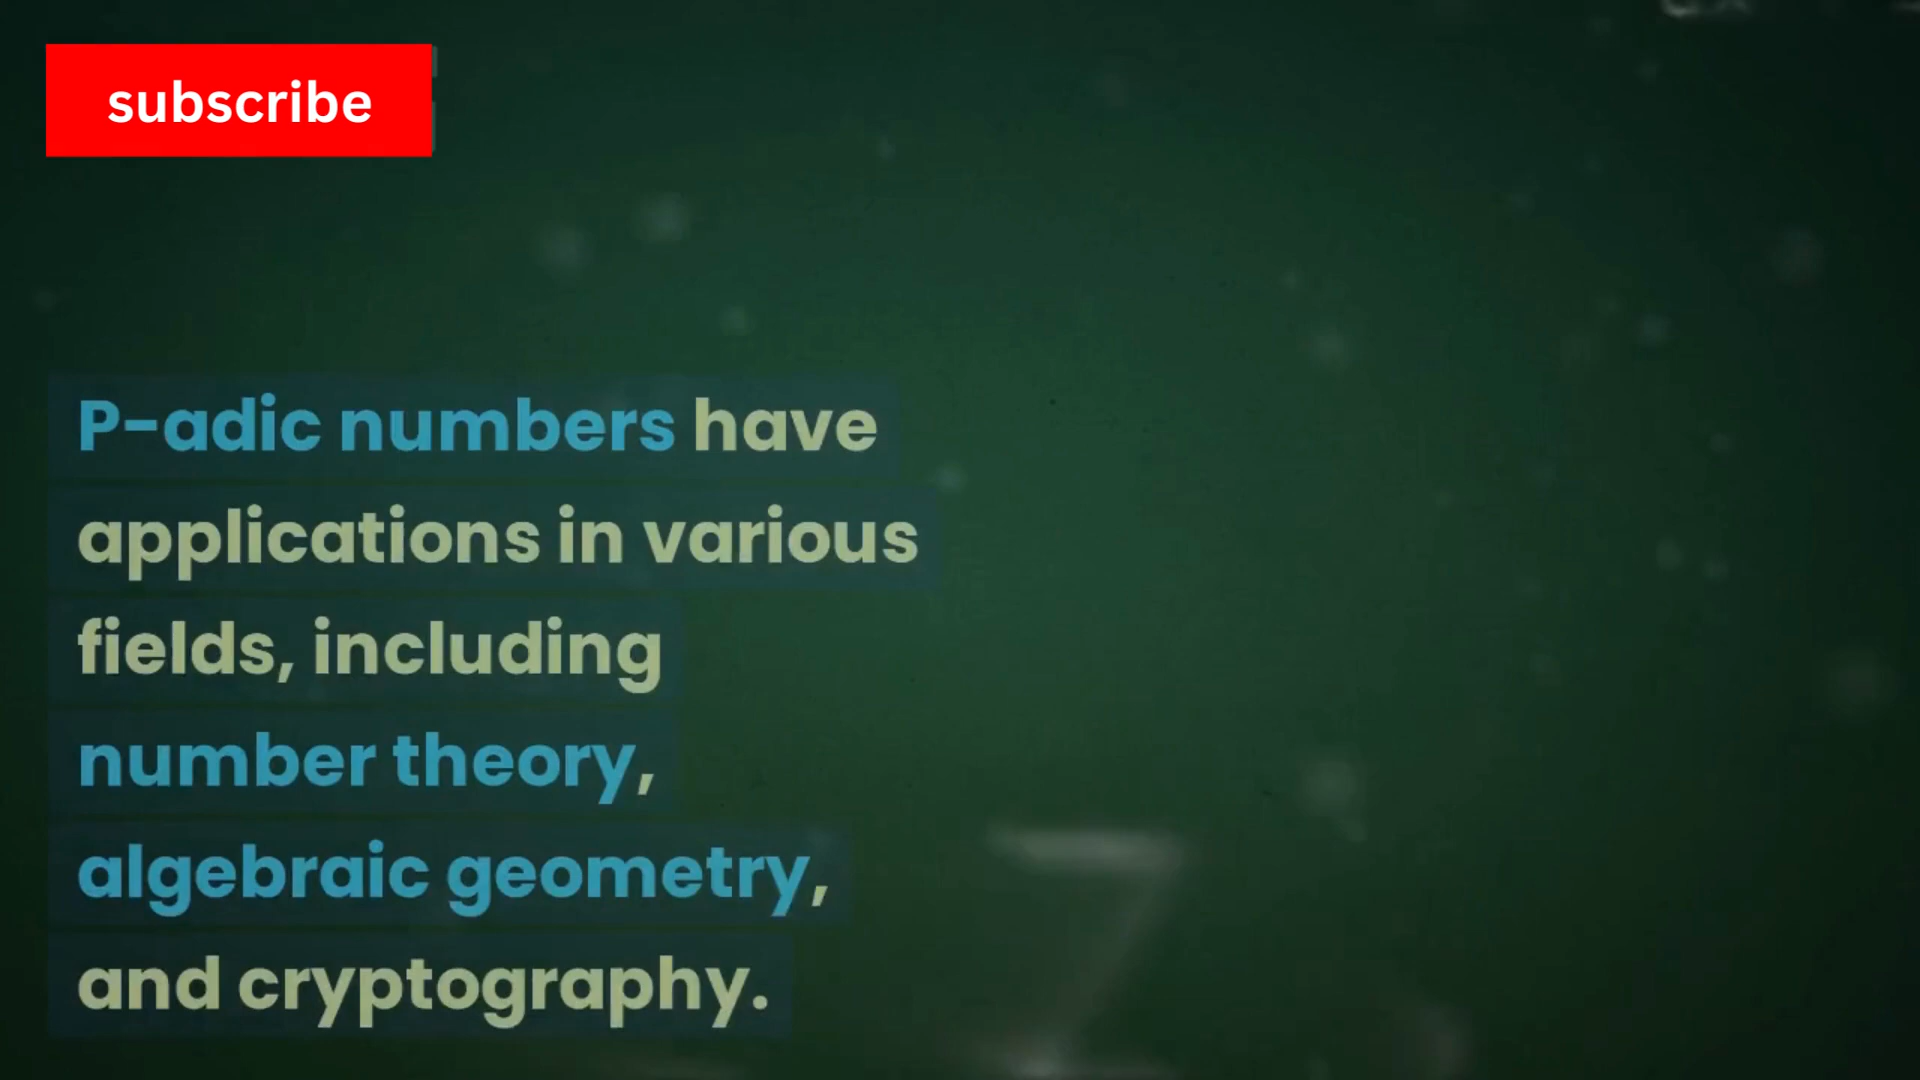 subscribe
P-adic numbers have
applications in various
fields, including
number theory,
algebraic geometry,
and cryptography.